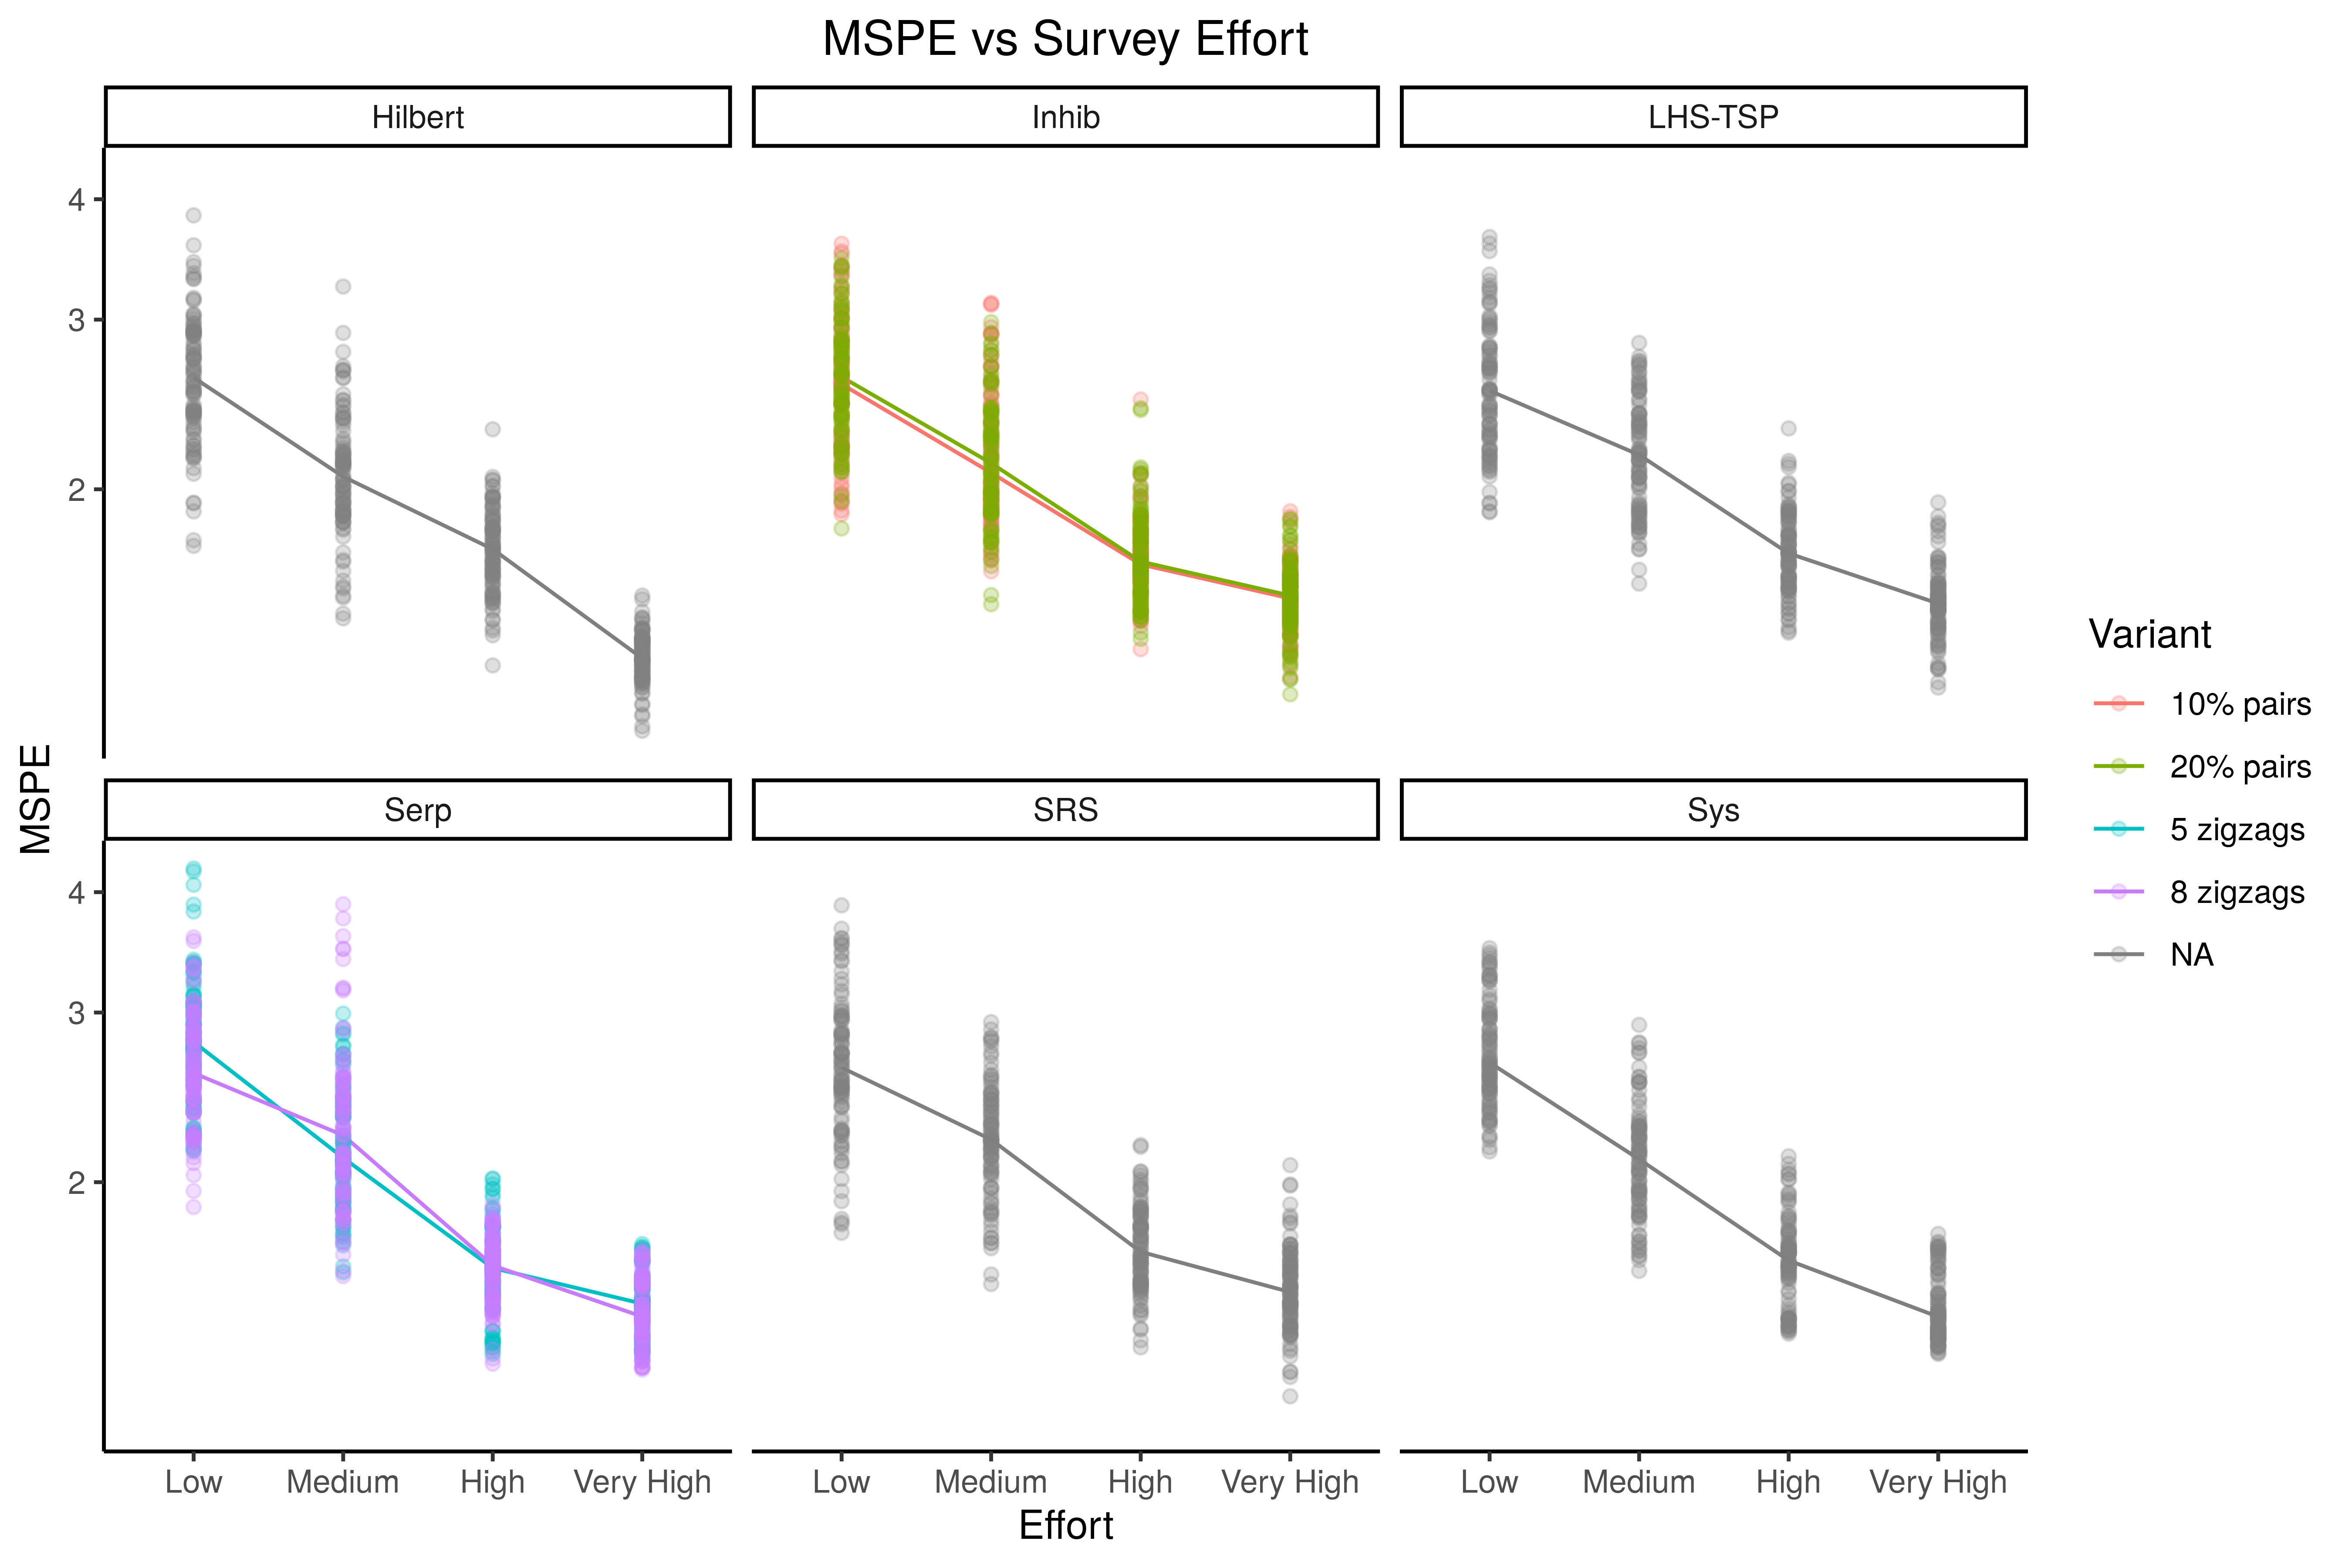 MSPE vs Survey Effort
Hilbert
Inhib
LHS-TSP
4
3
2
MSPE
Serp
SRS
Sys
4
3
2
Low Medium High Very High
Low Medium High Very High
Low Medium High Very High
Effort
Variant
10% pairs
20% pairs
5 zigzags
8 zigzags
NA